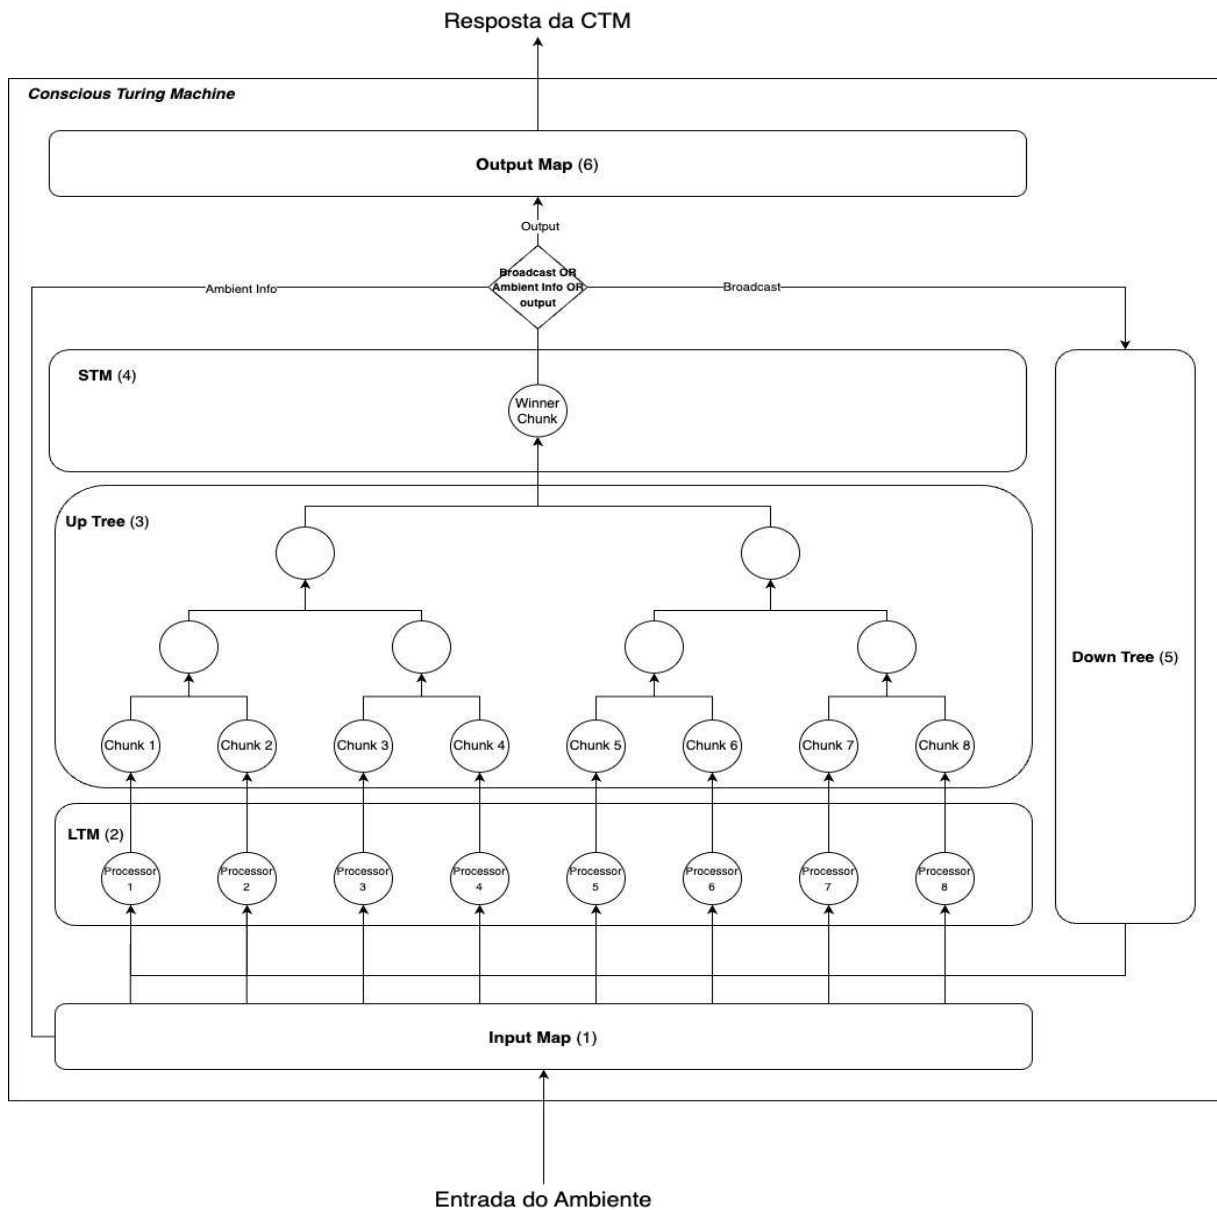 Resposta da CTM
Conscious Turing Machine
Output Map (6)
Output
Broadcast OR
Ambient Info OR
output
Ambient Info
Broadcast
STM (4)
Winner
Chunk
Up Tree (3)
Down Tree (5)
Chunk 1
Chunk 2
Chunk 3
Chunk 4
Chunk 5
Chunk 6
Chunk 7
Chunk 8
LTM (2)
Processor
1
Processor
2
Processor
3
Processor
4
Processor
5
Processor
6
Processor
7
Processor
8
Input Map (1)
Entrada do Ambiente